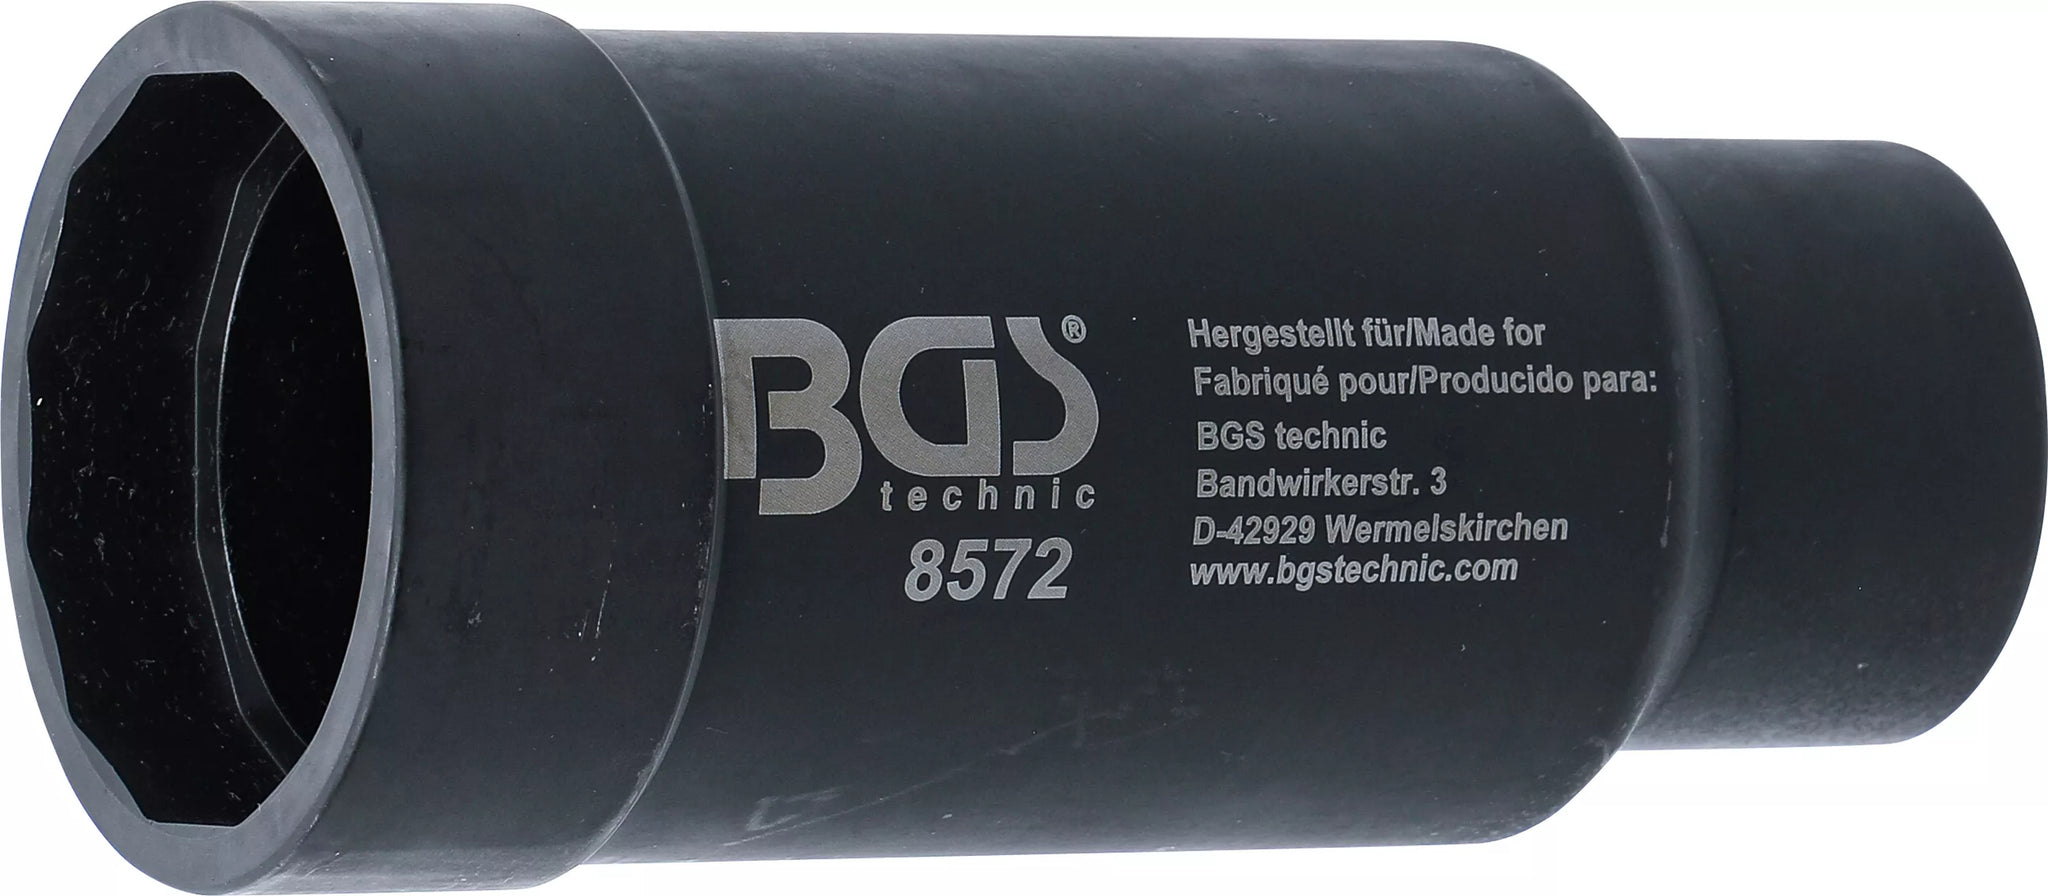 BGS®
technic
8572
Hergestellt für/Made for
Fabriqué pour/Producido para:
BGS technic
Bandwirkerstr. 3
D-42929 Wermelskirchen
www.bgstechnic.com